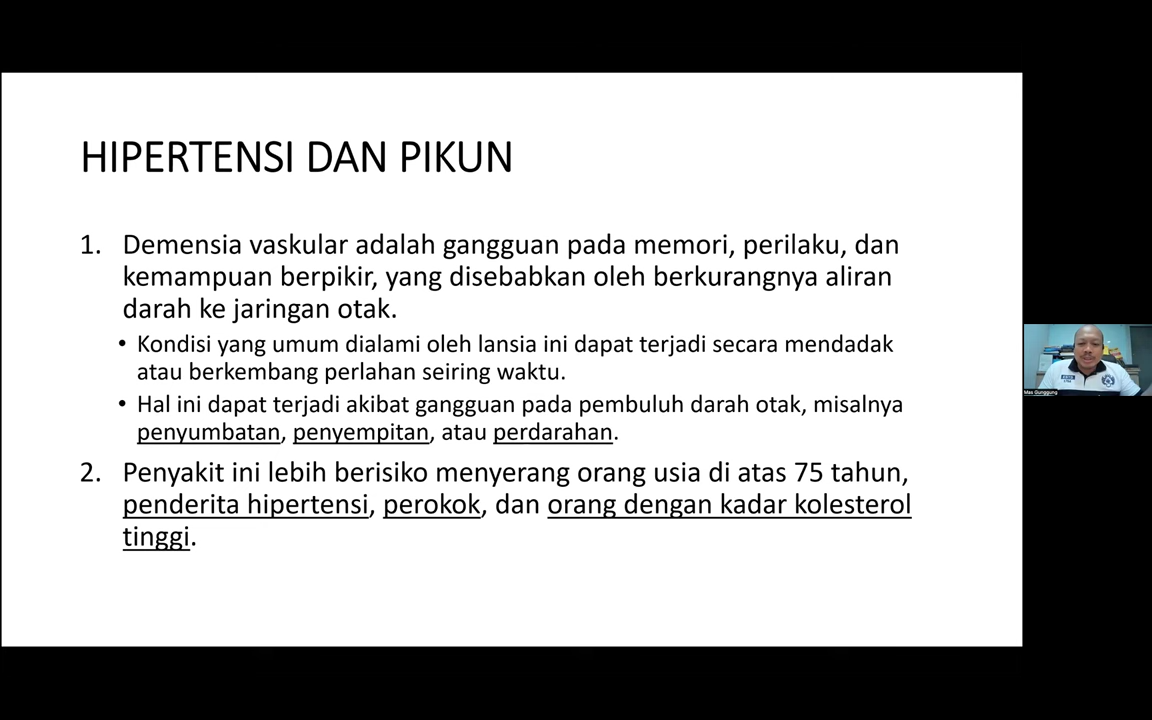 HIPERTENSI DAN PIKUN
1. Demensia vaskular adalah gangguan pada memori, perilaku, dan
kemampuan berpikir, yang disebabkan oleh berkurangnya aliran
darah ke jaringan otak.
• Kondisi yang umum dialami oleh lansia ini dapat terjadi secara mendadak
atau berkembang perlahan seiring waktu.
• Hal ini dapat terjadi akibat gangguan pada pembuluh darah otak, misalnya
penyumbatan, penyempitan, atau perdarahan.
2. Penyakit ini lebih berisiko menyerang orang usia di atas 75 tahun,
penderita hipertensi, perokok, dan orang dengan kadar kolesterol
tinggi.
Mas Gunggung